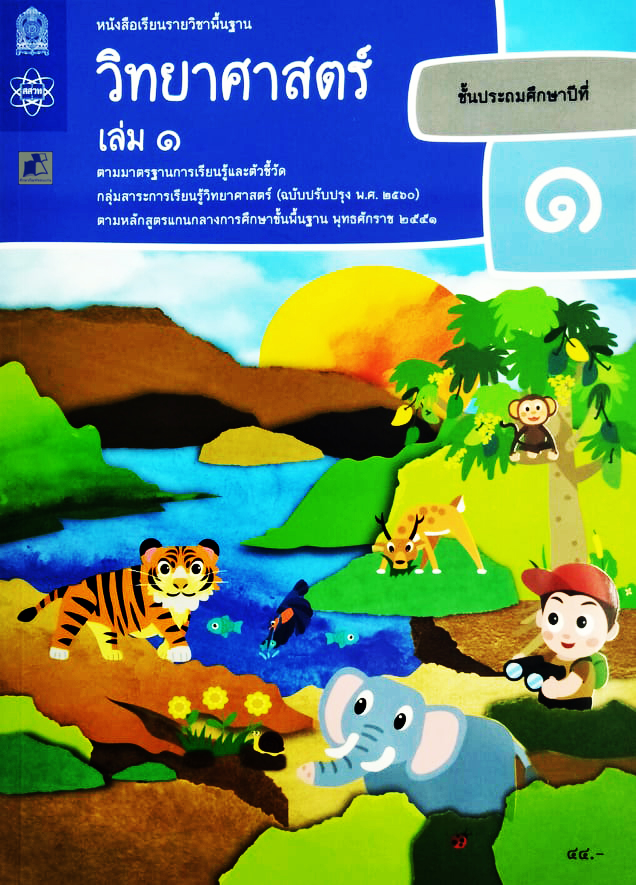 หนังสือเรียนรายวิชาพื้นฐาน
วิทยาศาสตร์
สสวท
ชั้นประถมศึกษาปีที่
๑
เล่ม ๑
ตามมาตรฐานการเรียนรู้และตัวชี้วัด
กลุ่มสาระการเรียนรู้วิทยาศาสตร์ (ฉบับปรับปรุง พ.ศ. ๒๕๖๐)
ตามหลักสูตรแกนกลางการศึกษาขั้นพื้นฐาน พุทธศักราช ๒๕๕๑
๔๔.-